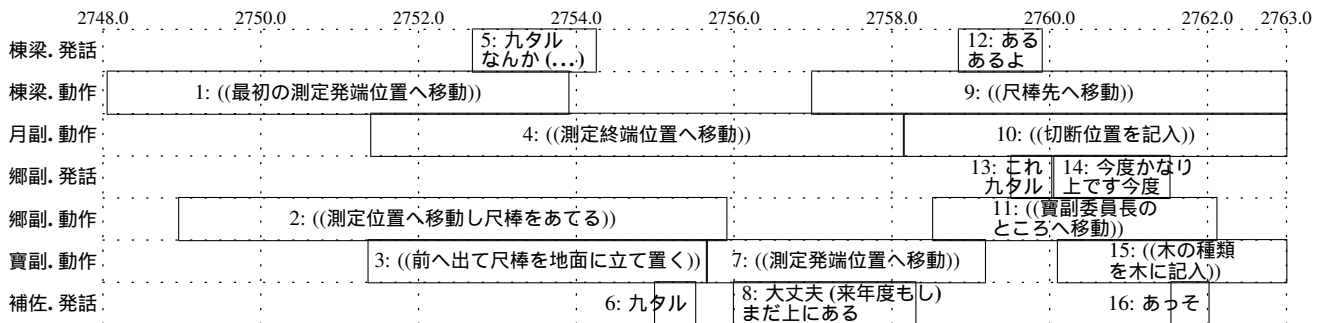 2748.0 2750.0 2752.0 2754.0 2756.0 2758.0 2760.0 2762.0 2763.0
棟梁.発話
5: 九タル
なんか (...)
12: ある
あるよ
棟梁.動作
1: ((最初の測定発端位置へ移動))
9: ((尺棒先へ移動))
月副.動作
4: ((測定終端位置へ移動))
10: ((切断位置を記入))
郷副.発話
13: これ
九タル
14: 今度かなり
上です今度
郷副.動作
2: ((測定位置へ移動し尺棒をあてる))
11: ((寶副委員長の
ところへ移動))
寶副.動作
3: ((前へ出て尺棒を地面に立て置く))
7: ((測定発端位置へ移動))
15: ((木の種類
を木に記入))
補佐.発話
6: 九タル
8: 大丈夫 (来年度もし)
まだ上にある
16: あっそ